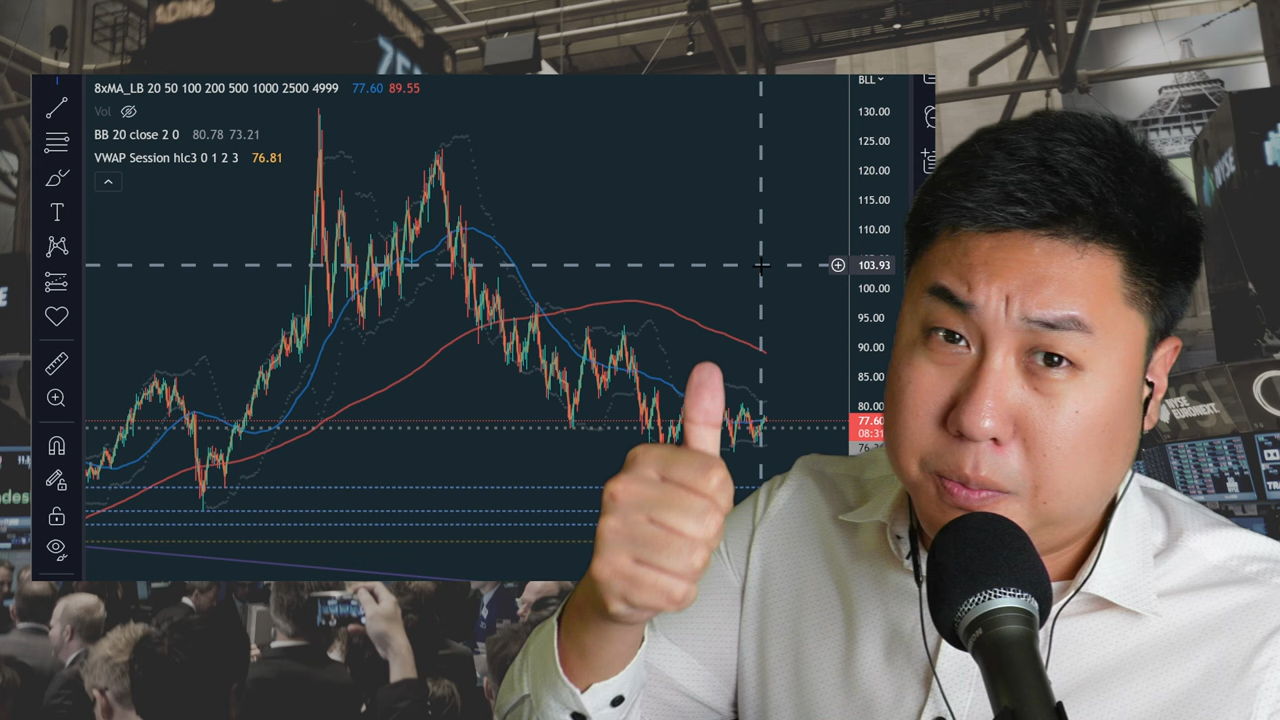 8xMA_LB 20 50 100 200 500 1000 2500 4999 77.60 89.55
Vol
BB 20 close 2 0 80.78 73.21
VWAP Session hlc3 0 1 2 3 76.81
BLL
130.00
125.00
120.00
115.00
110.00
103.93
100.00
95.00
90.00
85.00
80.00
77.60
08:31
NYSE
NYSE
EURONEXT